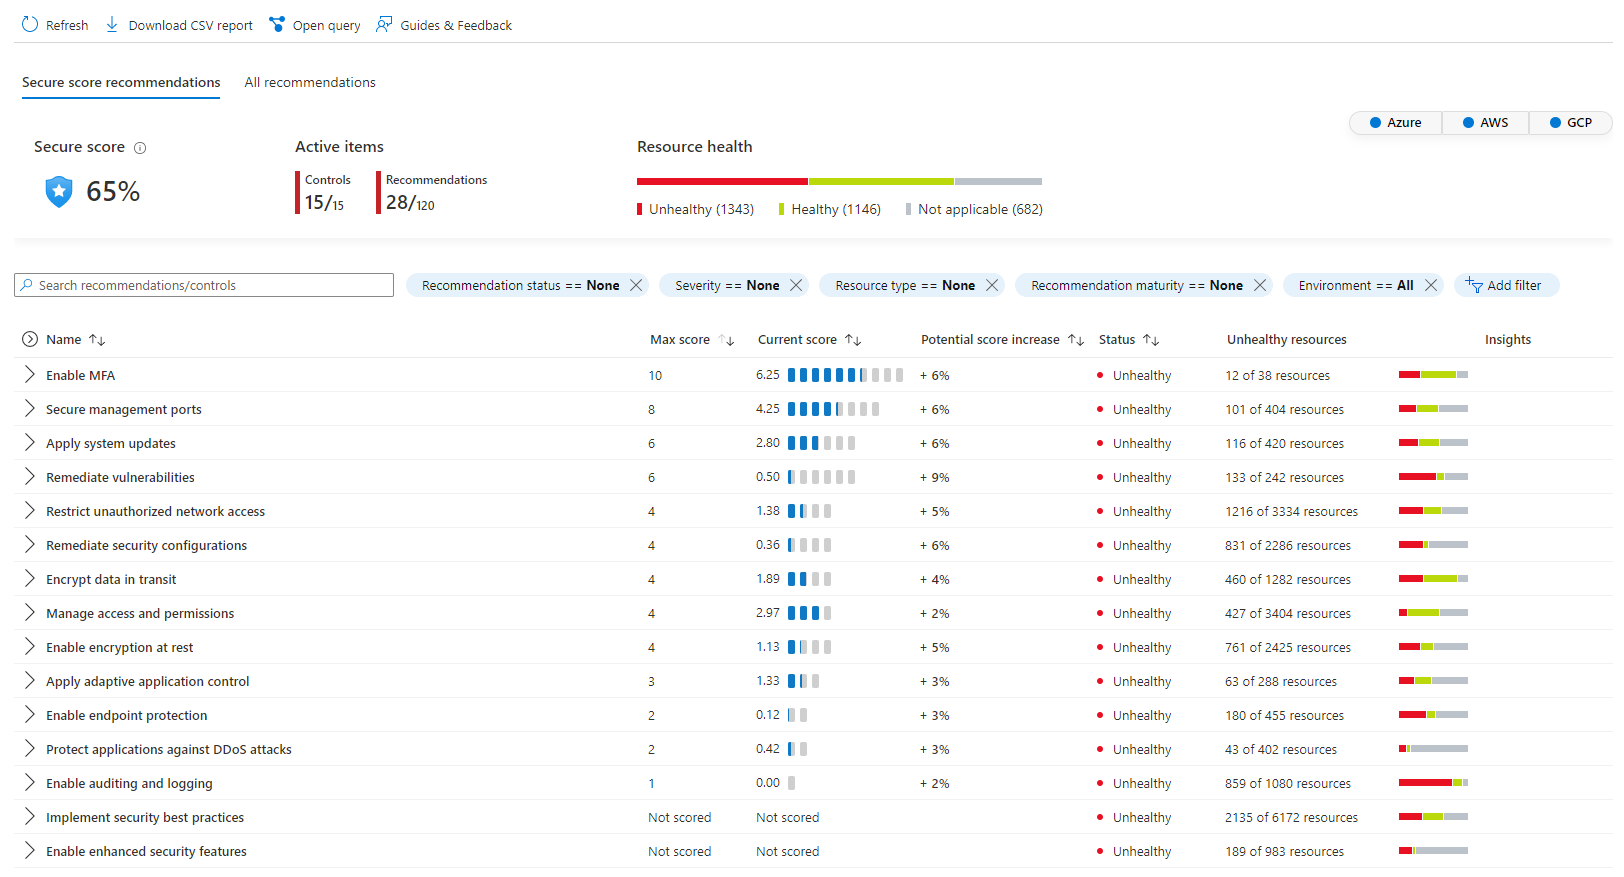 Refresh Download CSV report Open query Guides & Feedback
Secure score recommendations All recommendations
Azure AWS GCP
Secure score Active items Resource health
65%
Controls
15/15
Recommendations
28/120
Unhealthy (1343) Healthy (1146) Not applicable (682)
Search recommendations/controls Recommendation status == None Severity == None Resource type == None Recommendation maturity == None Environment == All Add filter
Name Max score Current score Potential score increase Status Unhealthy resources Insights
Enable MFA 10 6.25 + 6% Unhealthy 12 of 38 resources
Secure management ports 8 4.25 + 6% Unhealthy 101 of 404 resources
Apply system updates 6 2.80 + 6% Unhealthy 116 of 420 resources
Remediate vulnerabilities 6 0.50 + 9% Unhealthy 133 of 242 resources
Restrict unauthorized network access 4 1.38 + 5% Unhealthy 1216 of 3334 resources
Remediate security configurations 4 0.36 + 6% Unhealthy 831 of 2286 resources
Encrypt data in transit 4 1.89 + 4% Unhealthy 460 of 1282 resources
Manage access and permissions 4 2.97 + 2% Unhealthy 427 of 3404 resources
Enable encryption at rest 4 1.13 + 5% Unhealthy 761 of 2425 resources
Apply adaptive application control 3 1.33 + 3% Unhealthy 63 of 288 resources
Enable endpoint protection 2 0.12 + 3% Unhealthy 180 of 455 resources
Protect applications against DDoS attacks 2 0.42 + 3% Unhealthy 43 of 402 resources
Enable auditing and logging 1 0.00 + 2% Unhealthy 859 of 1080 resources
Implement security best practices Not scored Not scored Unhealthy 2135 of 6172 resources
Enable enhanced security features Not scored Not scored Unhealthy 189 of 983 resources